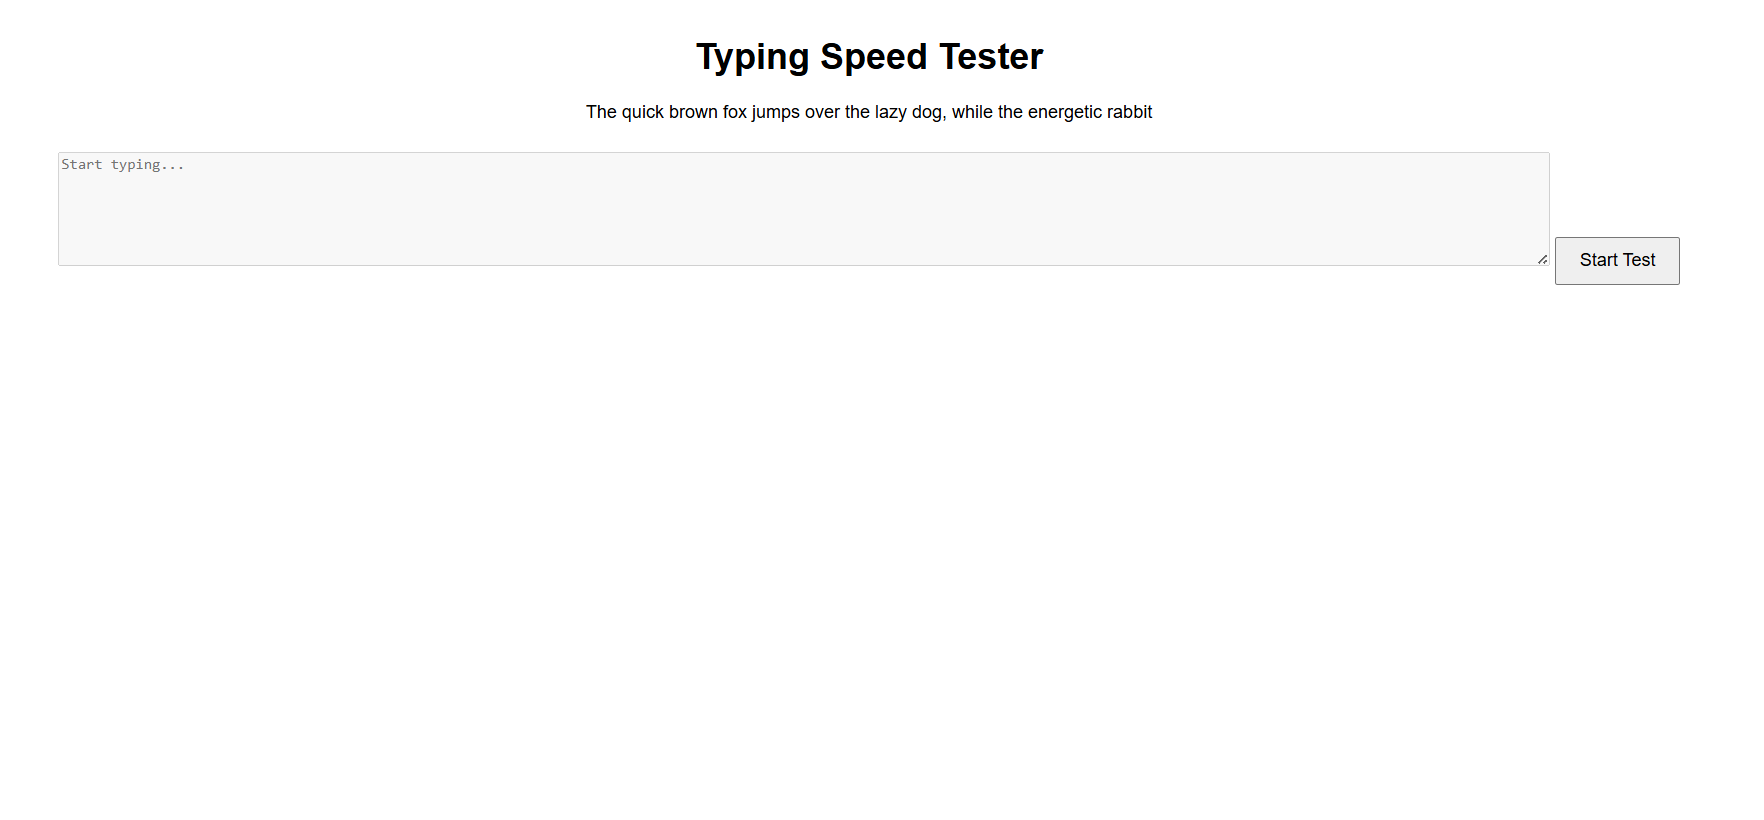 Typing Speed Tester
The quick brown fox jumps over the lazy dog, while the energetic rabbit
Start typing...
Start Test